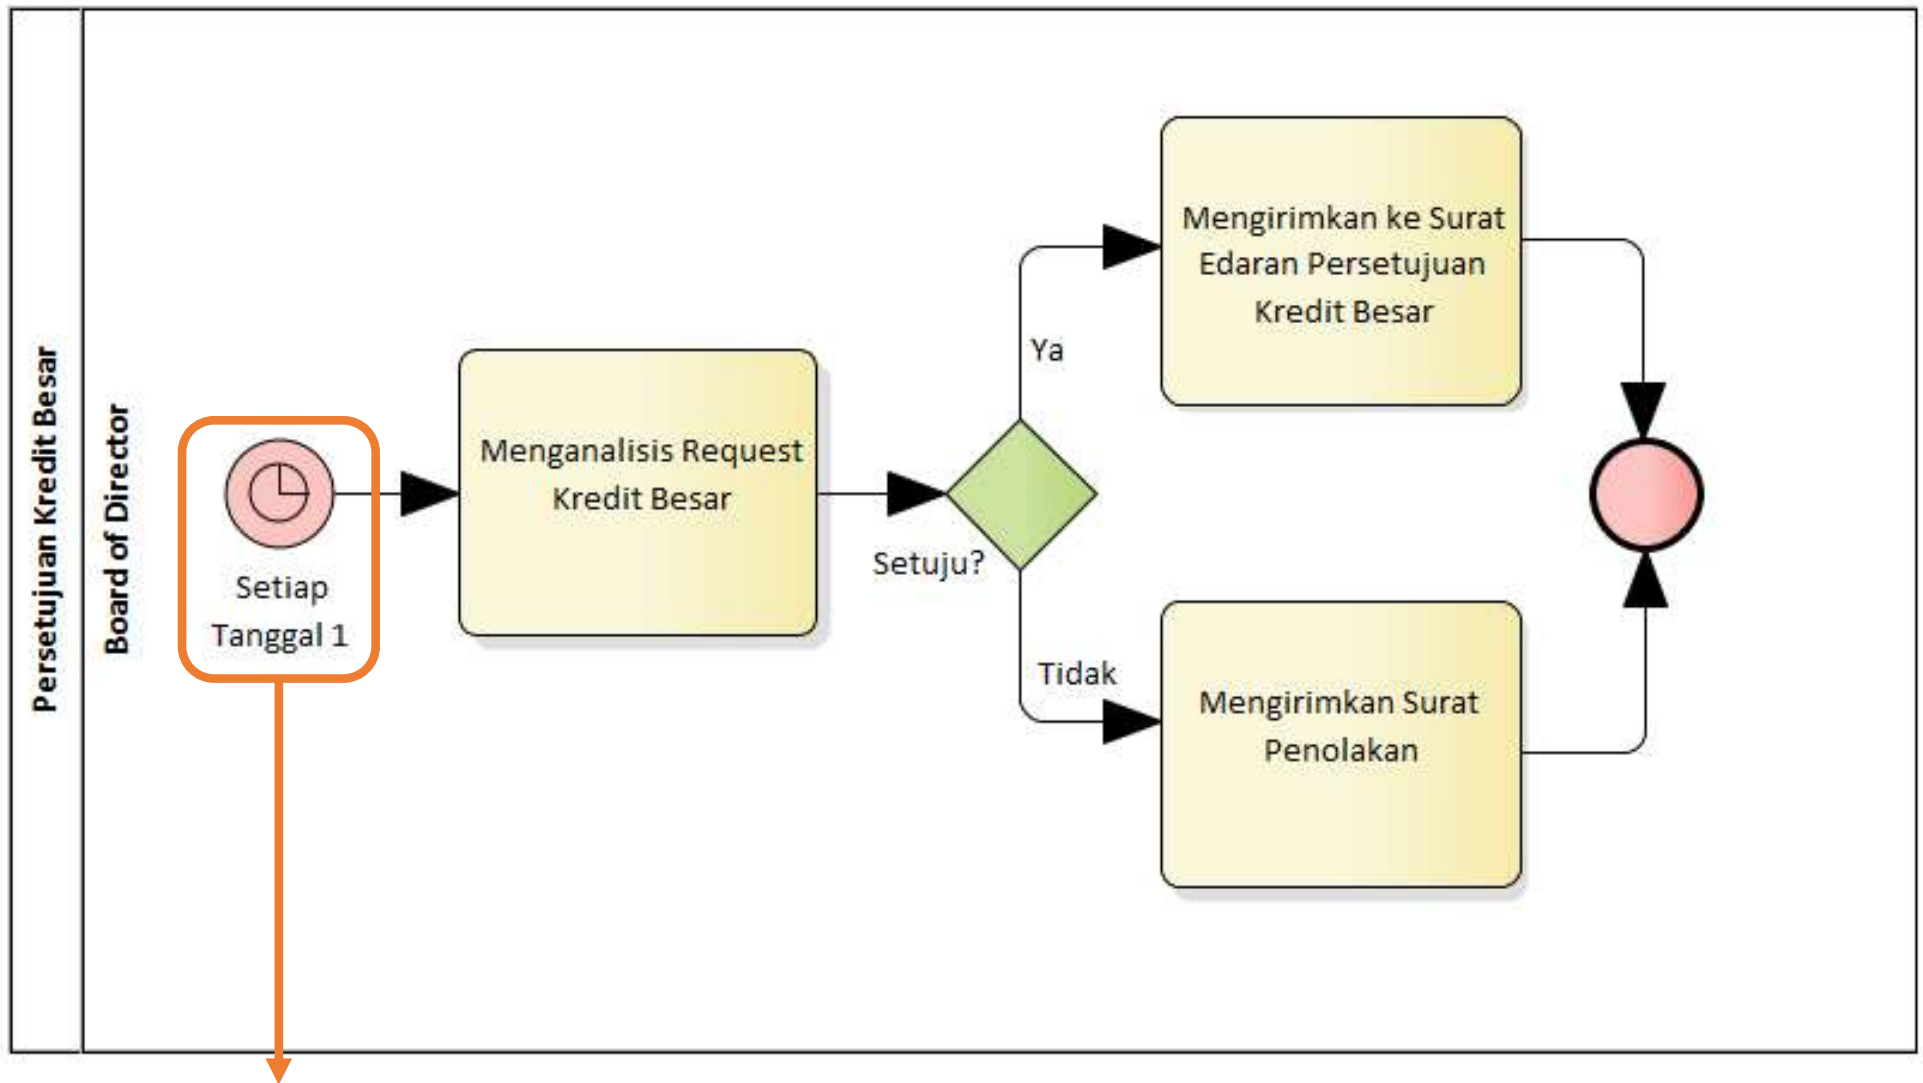 Persetujuan Kredit Besar
Board of Director
Setiap
Tanggal 1
Menganalisis Request
Kredit Besar
Setuju?
Ya
Tidak
Mengirimkan ke Surat
Edaran Persetujuan
Kredit Besar
Mengirimkan Surat
Penolakan